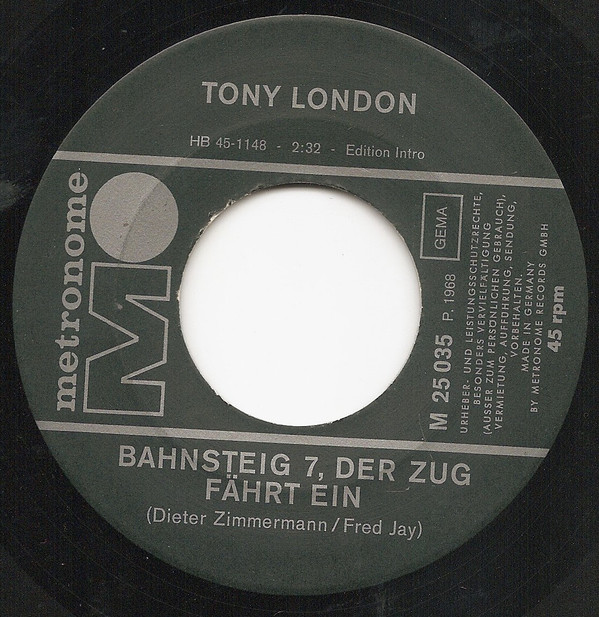 TONY LONDON
HB 45-1148 - 2:32 - Edition Intro
metronome
M
GEMA
M 25 035 P. 1968
URHEBER- UND LEISTUNGSSCHUTZRECHTE,
BESONDERS VERVIELFÄLTIGUNG
(AUSSER ZUM PERSÖNLICHEN GEBRAUCH),
VERMIETUNG, AUFFÜHRUNG, SENDUNG,
VORBEHALTEN.
MADE IN GERMANY
BY METRONOME RECORDS GMBH
45 rpm
BAHNSTEIG 7, DER ZUG
FÄHRT EIN
(Dieter Zimmermann/Fred Jay)